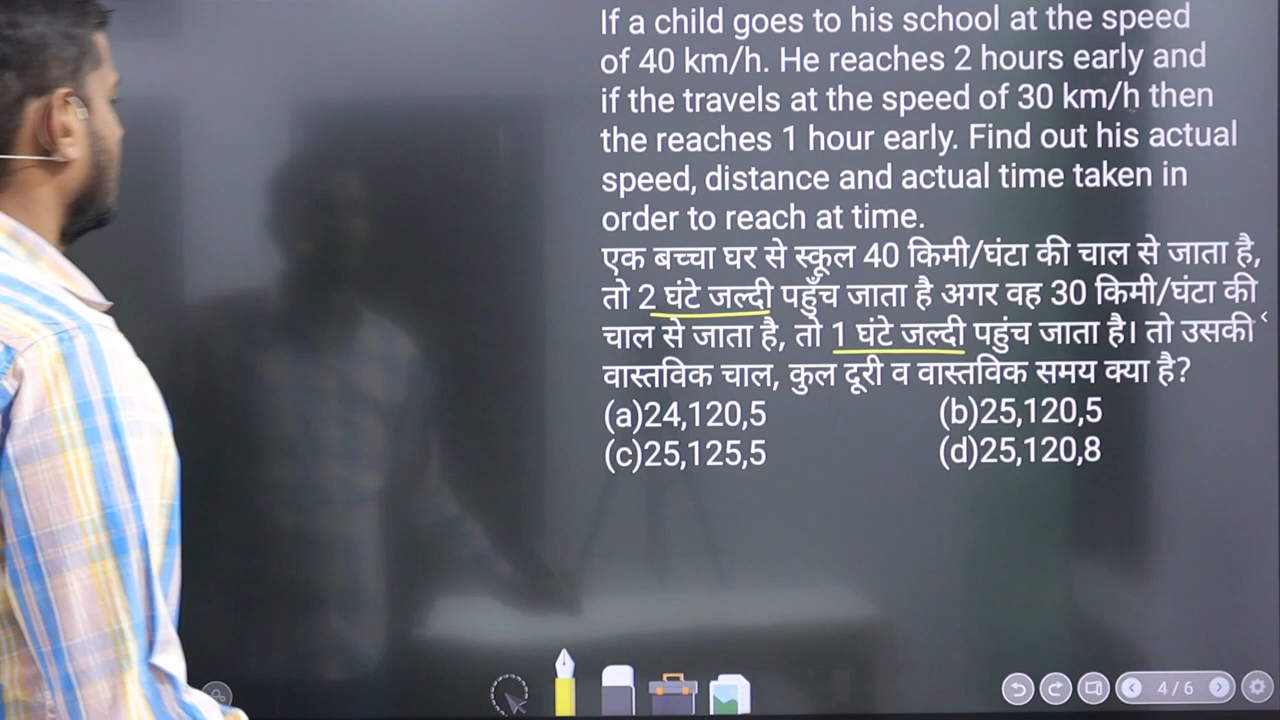 If a child goes to his school at the speed
of 40 km/h. He reaches 2 hours early and
if the travels at the speed of 30 km/h then
the reaches 1 hour early. Find out his actual
speed, distance and actual time taken in
order to reach at time.
एक बच्चा घर से स्कूल 40 किमी/घंटा की चाल से जाता है,
तो 2 घंटे जल्दी पहुँच जाता है अगर वह 30 किमी/घंटा की
चाल से जाता है, तो 1 घंटे जल्दी पहुंच जाता है। तो उसकी
वास्तविक चाल, कुल दूरी व वास्तविक समय क्या है?
(a)24,120,5 (b)25,120,5
(c)25,125,5 (d)25,120,8
4/6